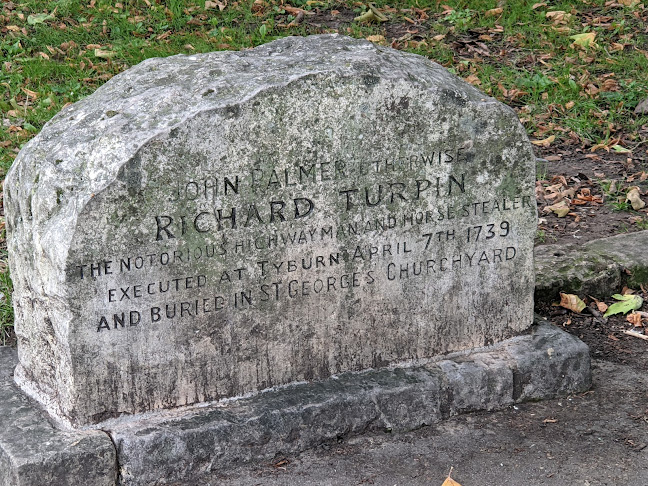 JOHN PALMER OTHERWISE
RICHARD TURPIN
THE NOTORIOUS HIGHWAYMAN AND HORSE STEALER
EXECUTED AT TYBURN APRIL 7TH 1739
AND BURIED IN ST GEORGES CHURCHYARD